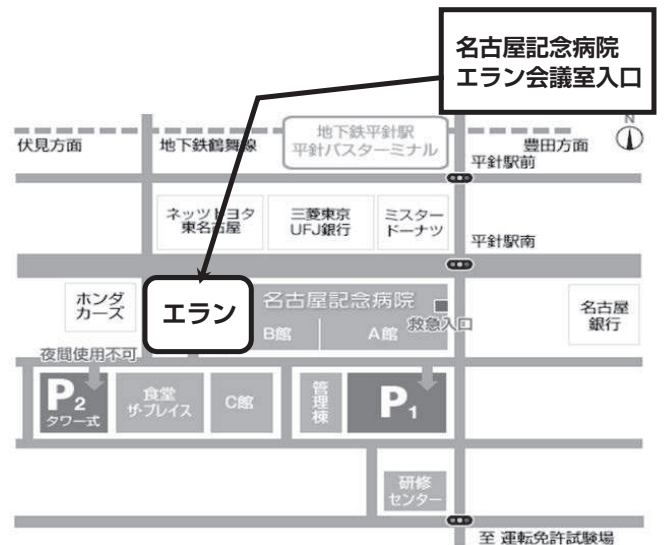 名古屋記念病院
エラン会議室入口
N
伏見方面
地下鉄鶴舞線
地下鉄平針駅
平針バスターミナル
豊田方面
平針駅前
ネッツトヨタ
東名古屋
三菱東京
UFJ銀行
ミスター
ドーナツ
平針駅南
ホンダ
カーズ
エラン
名古屋記念病院
B館
A館
救急入口
名古屋
銀行
夜間使用不可
P2
タワー式
食堂
ザ・プレイス
C館
管理棟
P1
研修
センター
至 運転免許試験場